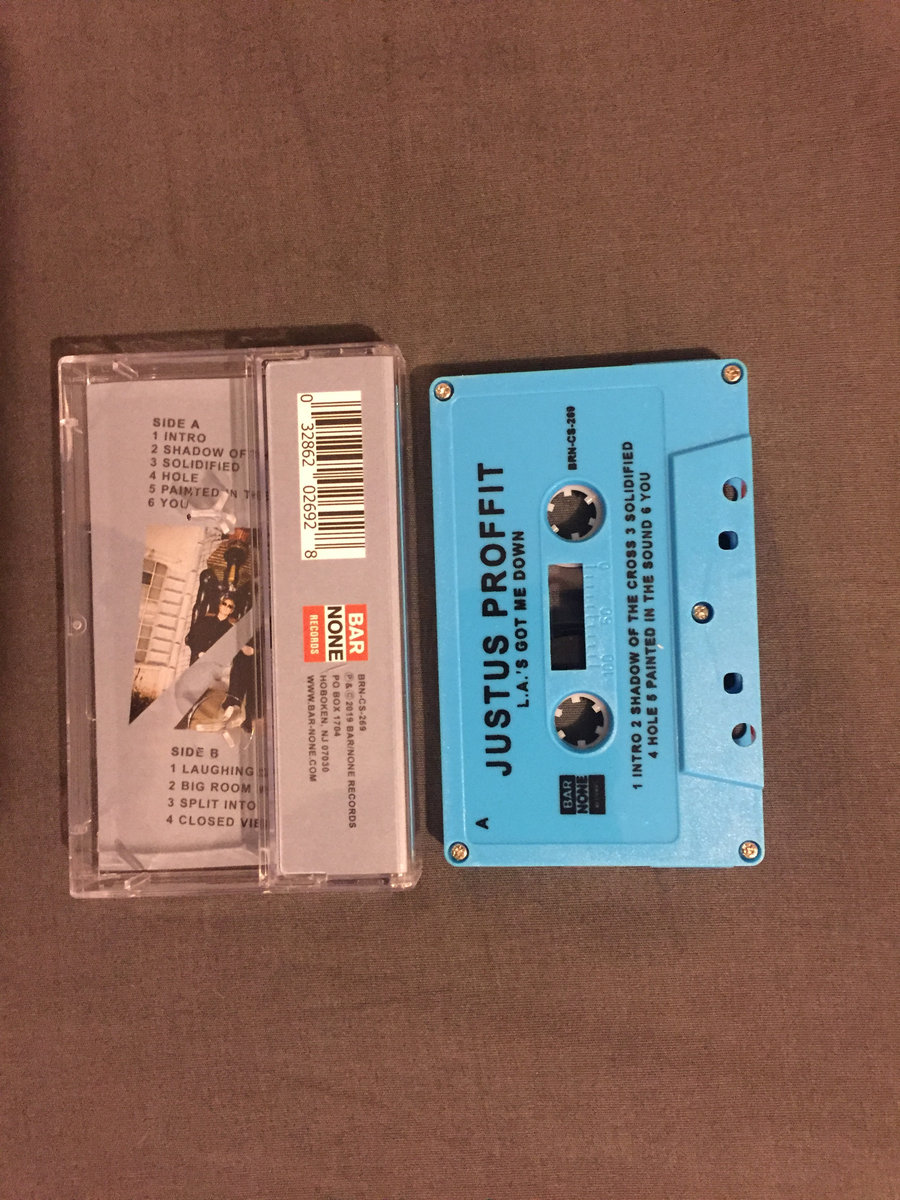 SIDE A
1 INTRO
2 SHADOW OF
3 SOLIDIFIED
4 HOLE
5 PAINTED IN THE
6 YOU
SIDE B
1 LAUGHING
2 BIG ROOM
3 SPLIT INTO
4 CLOSED
0 32862 02692 8
BAR
NONE
RECORDS
BRN-CS-269
℗ & © 2019 BAR/NONE RECORDS
PO BOX 1704
HOBOKEN, NJ 07030
WWW.BAR-NONE.COM
JUSTUS PROFFIT
L.A.'S GOT ME DOWN
A
BRN-CS-269
BAR
NONE
1 INTRO 2 SHADOW OF THE CROSS 3 SOLIDIFIED
4 HOLE 5 PAINTED IN THE SOUND 6 YOU